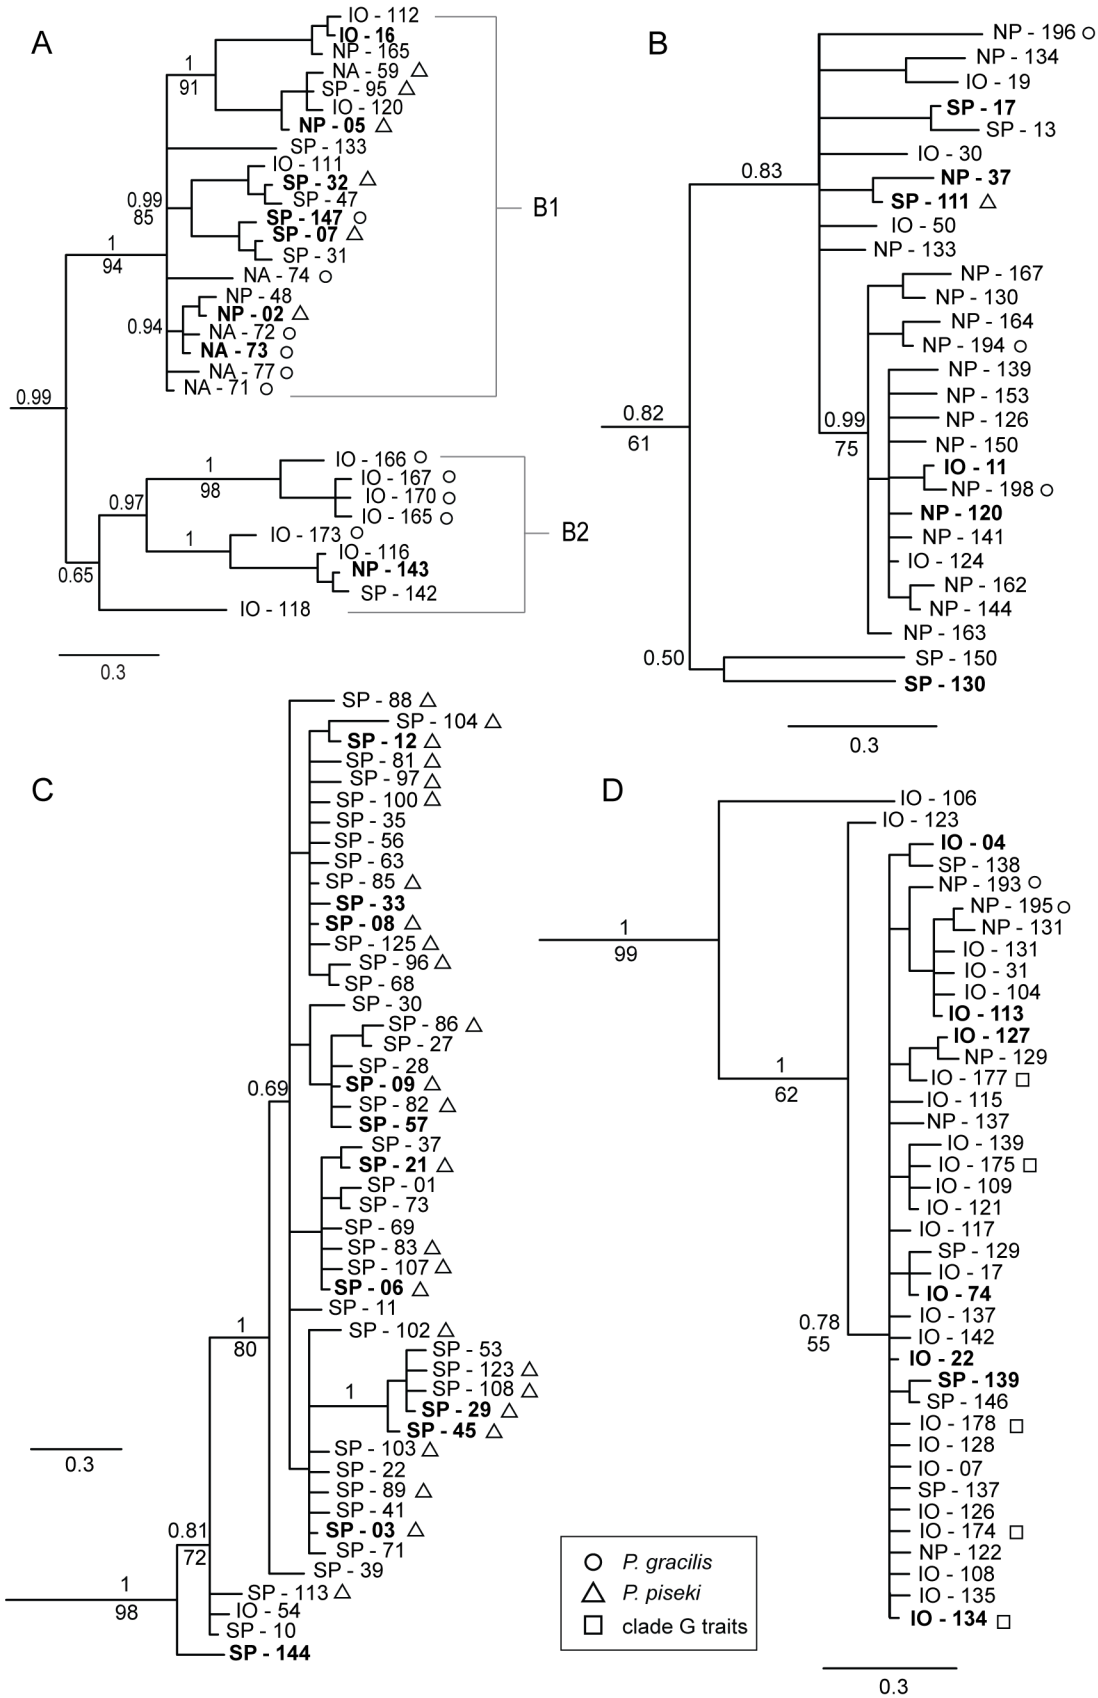 A
IO - 112
IO - 16
NP - 165
1
91
NA - 59
SP - 95
IO - 120
NP - 05
SP - 133
IO - 111
SP - 32
SP - 47
0.99
85
SP - 147
SP - 07
SP - 31
B1
1
94
NA - 74
NP - 48
NP - 02
0.94
NA - 72
NA - 73
NA - 77
NA - 71
0.99
IO - 166
1
98
IO - 167
IO - 170
IO - 165
0.97
IO - 173
1
IO - 116
NP - 143
SP - 142
B2
0.65
IO - 118
0.3
B
NP - 196
NP - 134
IO - 19
SP - 17
SP - 13
IO - 30
0.83
NP - 37
SP - 111
IO - 50
NP - 133
NP - 167
NP - 130
NP - 164
NP - 194
NP - 139
NP - 153
0.82
61
0.99
75
NP - 126
NP - 150
IO - 11
NP - 198
NP - 120
NP - 141
IO - 124
NP - 162
NP - 144
NP - 163
0.50
SP - 150
SP - 130
0.3
C
SP - 88
SP - 104
SP - 12
SP - 81
SP - 97
SP - 100
SP - 35
SP - 56
SP - 63
SP - 85
SP - 33
SP - 08
SP - 125
SP - 96
SP - 68
SP - 30
SP - 86
SP - 27
SP - 28
0.69
SP - 09
SP - 82
SP - 57
SP - 37
SP - 21
SP - 01
SP - 73
SP - 69
SP - 83
SP - 107
SP - 06
SP - 11
1
80
SP - 102
SP - 53
SP - 123
1
SP - 108
SP - 29
SP - 45
SP - 103
SP - 22
SP - 89
SP - 41
SP - 03
SP - 71
0.3
0.81
72
SP - 39
1
98
SP - 113
IO - 54
SP - 10
SP - 144
D
IO - 106
IO - 123
IO - 04
SP - 138
NP - 193
NP - 195
NP - 131
1
99
IO - 131
IO - 31
IO - 104
IO - 113
IO - 127
NP - 129
1
62
IO - 177
IO - 115
NP - 137
IO - 139
IO - 175
IO - 109
IO - 121
IO - 117
SP - 129
IO - 17
IO - 74
0.78
55
IO - 137
IO - 142
IO - 22
SP - 139
SP - 146
IO - 178
IO - 128
IO - 07
SP - 137
IO - 126
IO - 174
NP - 122
IO - 108
IO - 135
IO - 134
0.3
P. gracilis
P. piseki
clade G traits